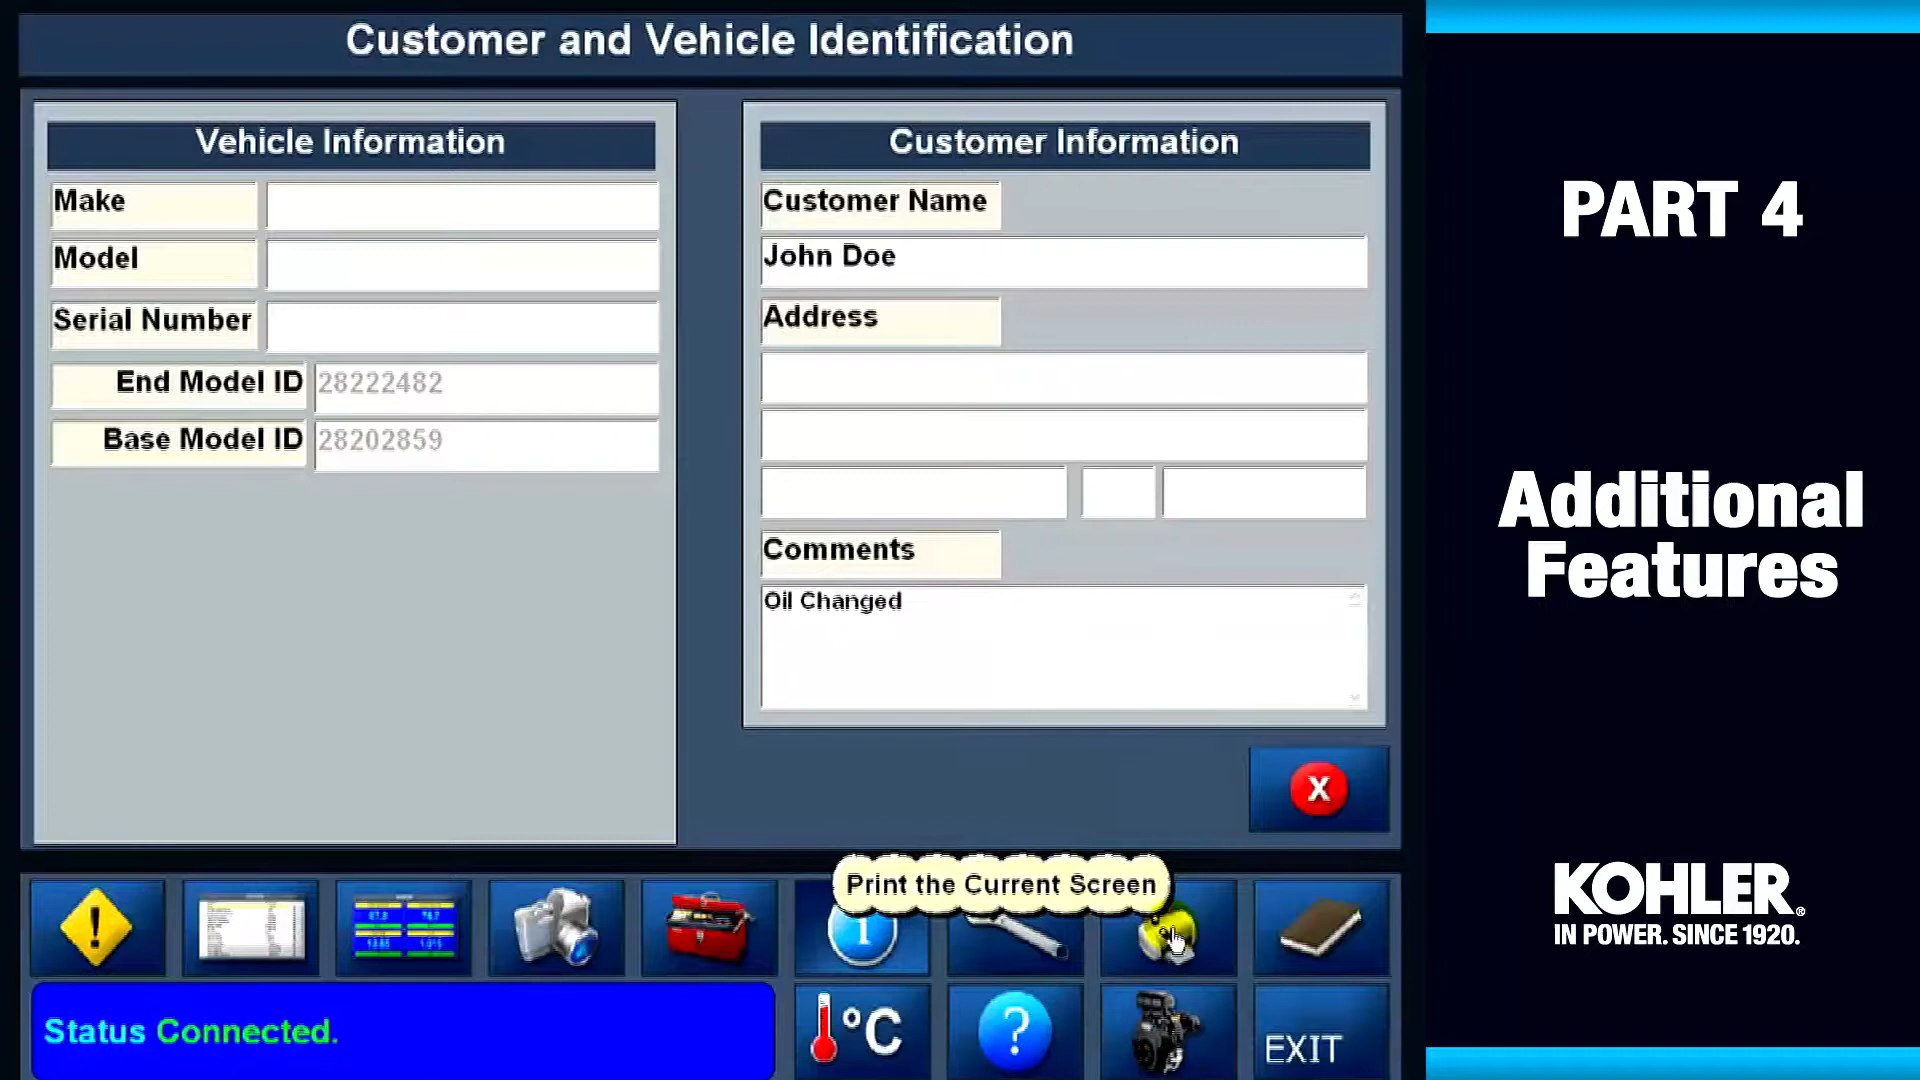 Customer and Vehicle Identification
Vehicle Information
Make
Model
Serial Number
End Model ID 28222482
Base Model ID 28202859
Customer Information
Customer Name
John Doe
Address
Comments
Oil Changed
X
Print the Current Screen
Status Connected.
°C
?
EXIT
PART 4
Additional
Features
KOHLER®
IN POWER. SINCE 1920.